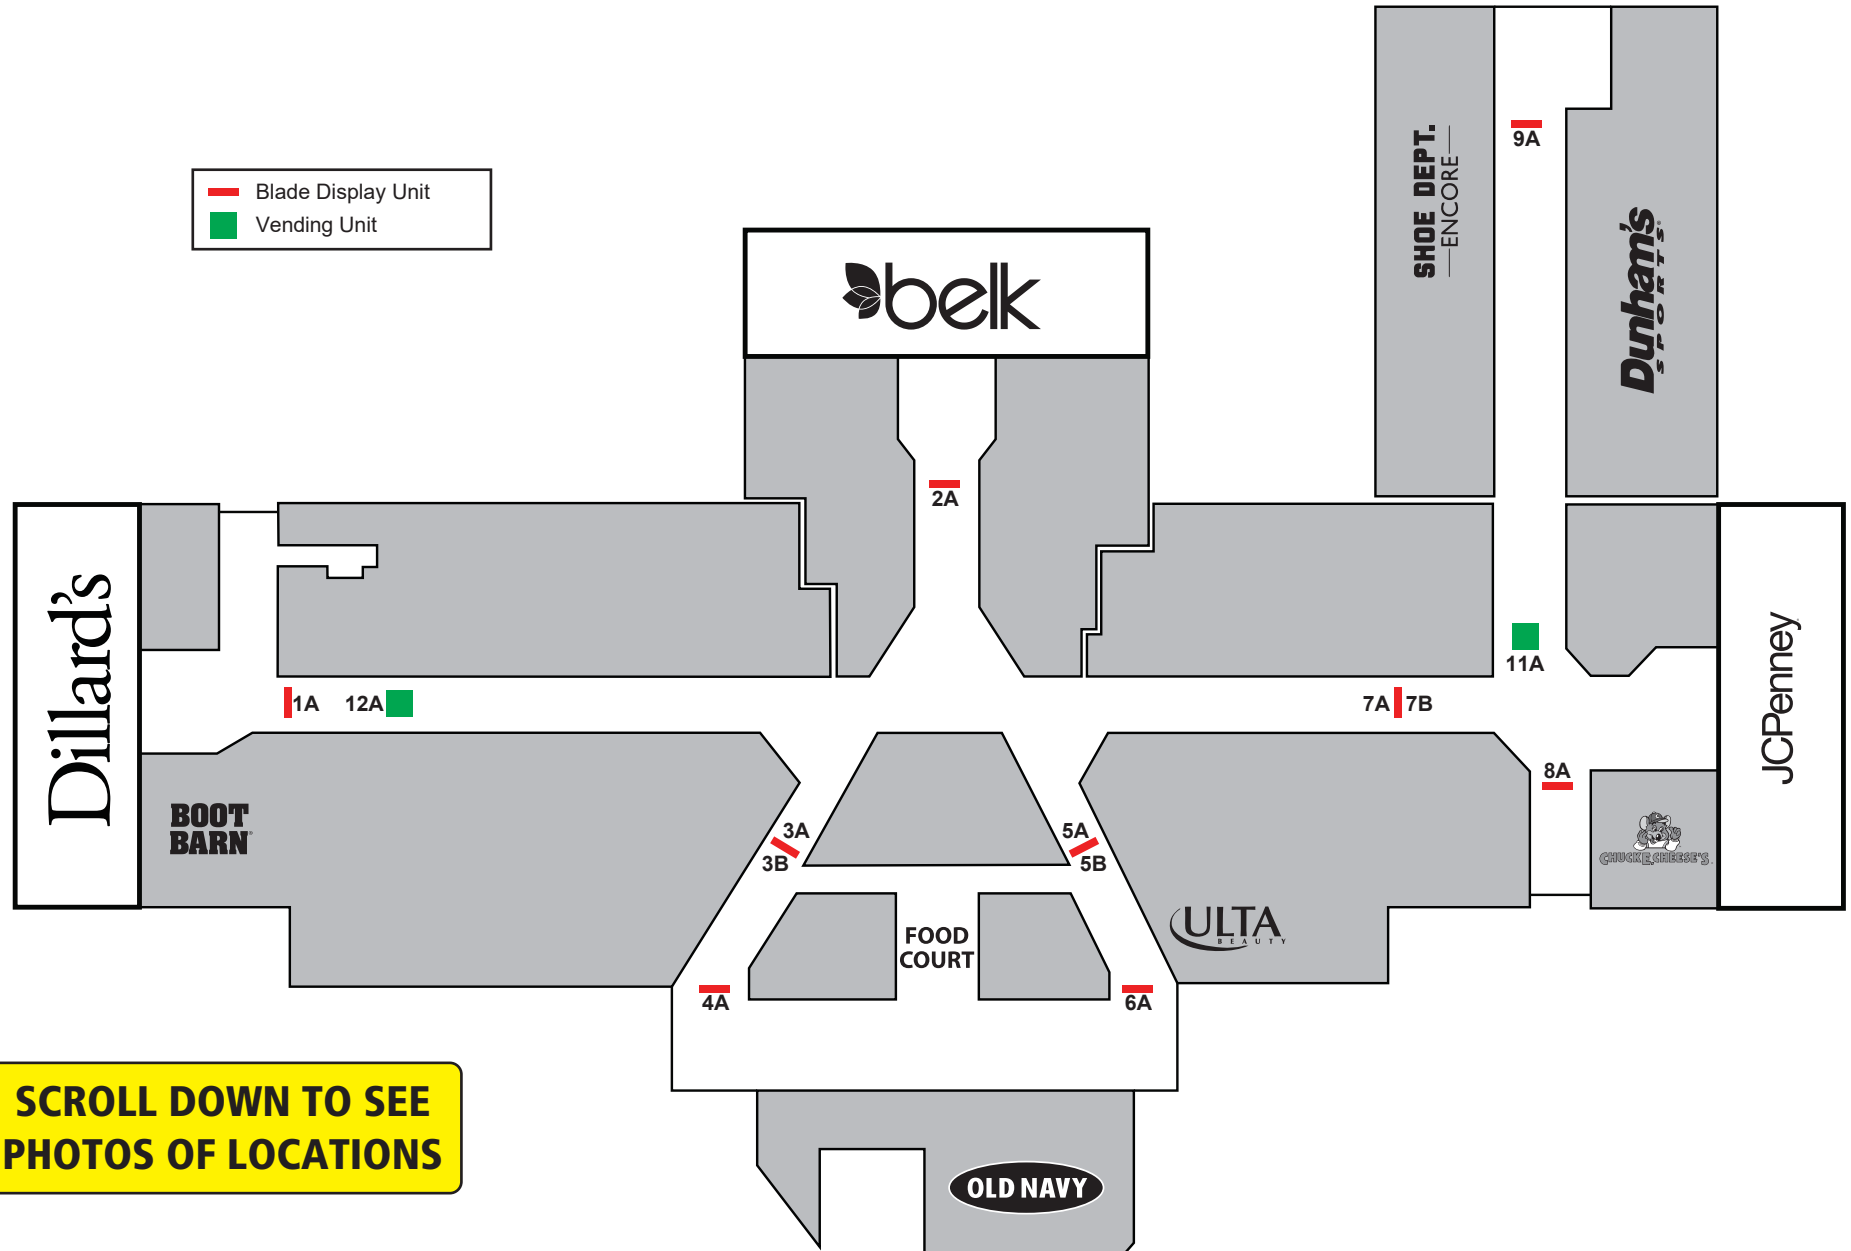 Blade Display Unit
Vending Unit
SHOE DEPT.
ENCORE
9A
Dunham's
SPORTS
belk
2A
Dillard's
1A
12A
7A
7B
11A
JCPenney
8A
BOOT
BARN
3A
3B
5A
5B
CHUCK E. CHEESE'S
FOOD
COURT
ULTA
BEAUTY
4A
6A
SCROLL DOWN TO SEE
PHOTOS OF LOCATIONS
OLD NAVY